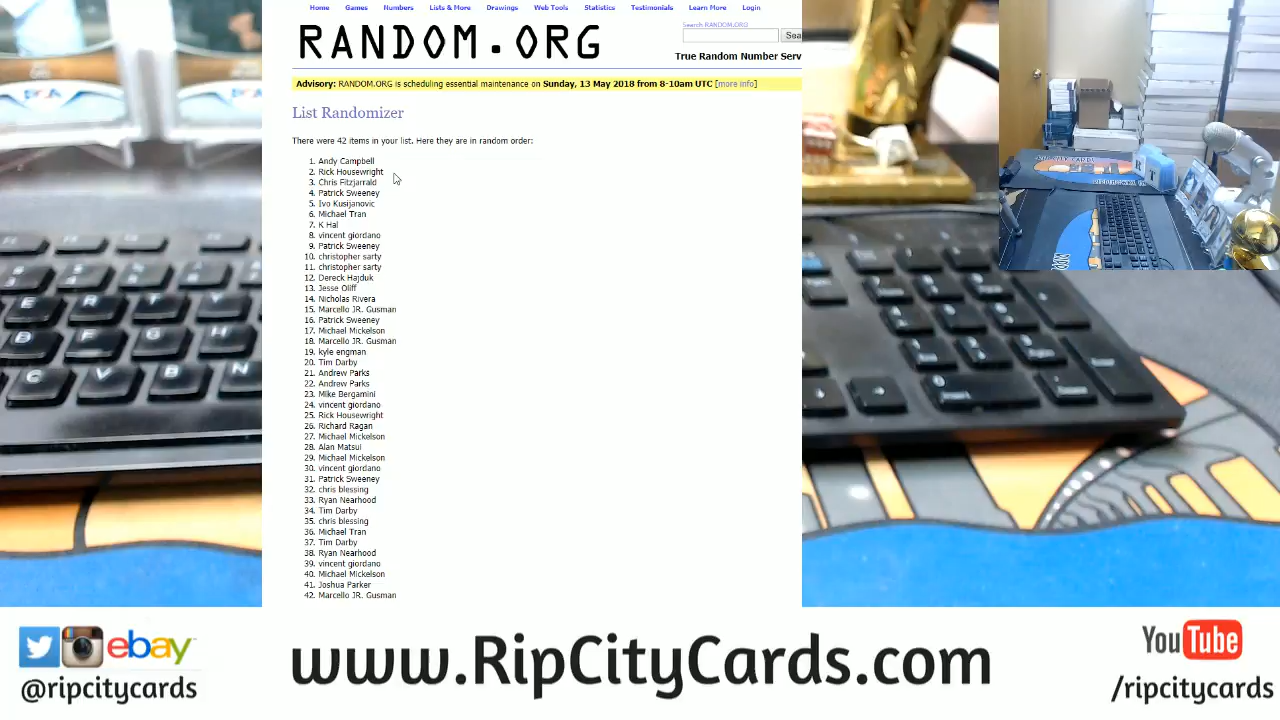 Home Games Numbers Lists & More Drawings Web Tools Statistics Testimonials Learn More Login
Search RANDOM.ORG
RANDOM.ORG
Sea
True Random Number Serv
Advisory: RANDOM.ORG is scheduling essential maintenance on Sunday, 13 May 2018 from 8-10am UTC [more info]
List Randomizer
There were 42 items in your list. Here they are in random order:
1. Andy Campbell
2. Rick Housewright
3. Chris Fitzjarrald
4. Patrick Sweeney
5. Ivo Kusijanovic
6. Michael Tran
7. K Hal
8. vincent giordano
9. Patrick Sweeney
10. christopher sarty
11. christopher sarty
12. Dereck Hajduk
13. Jesse Oliff
14. Nicholas Rivera
15. Marcello JR. Gusman
16. Patrick Sweeney
17. Michael Mickelson
18. Marcello JR. Gusman
19. kyle engman
20. Tim Darby
21. Andrew Parks
22. Andrew Parks
23. Mike Bergamini
24. vincent giordano
25. Rick Housewright
26. Richard Ragan
27. Michael Mickelson
28. Alan Matsui
29. Michael Mickelson
30. vincent giordano
31. Patrick Sweeney
32. chris blessing
33. Ryan Nearhood
34. Tim Darby
35. chris blessing
36. Michael Tran
37. Tim Darby
38. Ryan Nearhood
39. vincent giordano
40. Michael Mickelson
41. Joshua Parker
42. Marcello JR. Gusman
E R T Y
F G H
C V B N
ebay
@ripcitycards
www.RipCityCards.com
YouTube
/ripcitycards